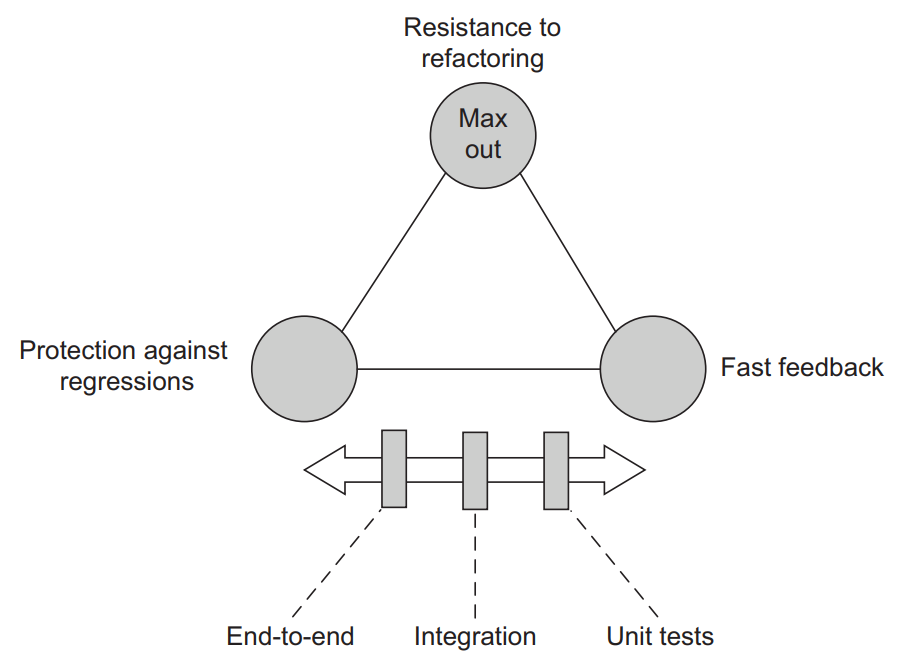 Resistance to
refactoring
Max
out
Protection against
regressions
Fast feedback
End-to-end
Integration
Unit tests